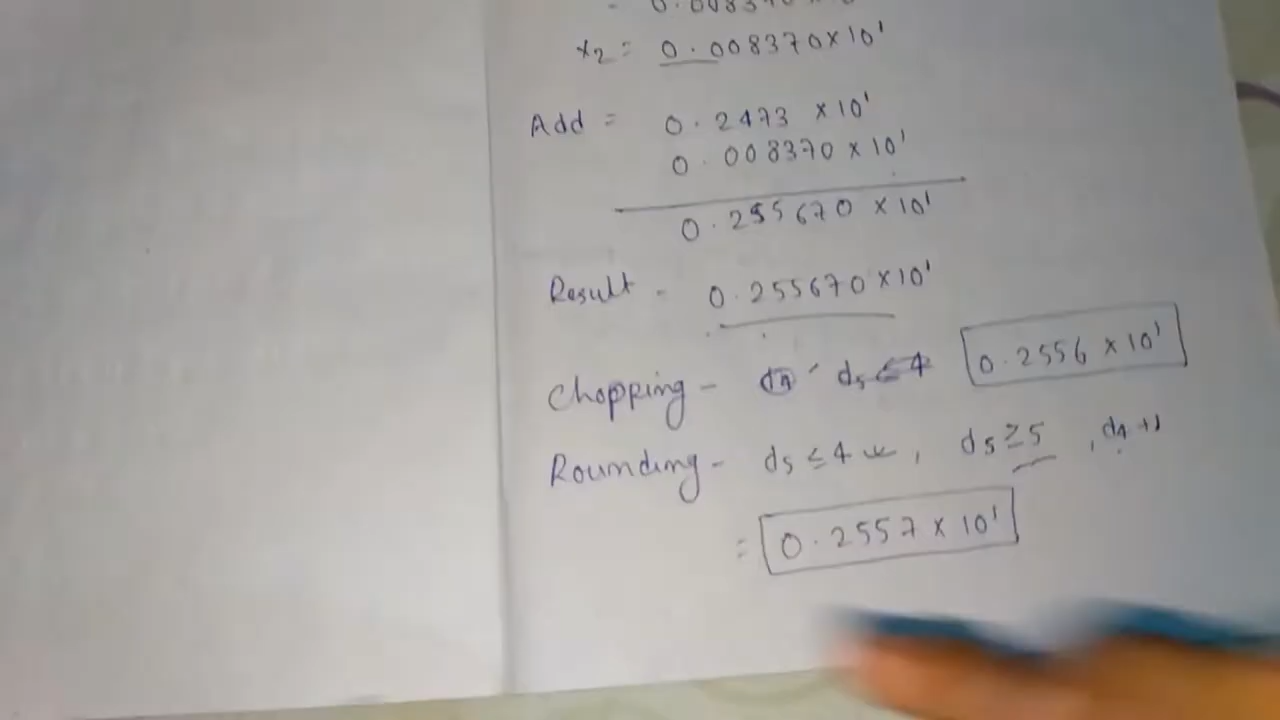 x₂ = 0.008370×10¹
Add = 0.2473 ×10¹
0.008370×10¹
0.255670 ×10¹
Result - 0.255670×10¹
Chopping - d₅ ≤ 4 0.2556 ×10¹
Rounding - d₅ ≤ 4 , d₅ ≥ 5 , d₄ +1
= 0.2557 × 10¹